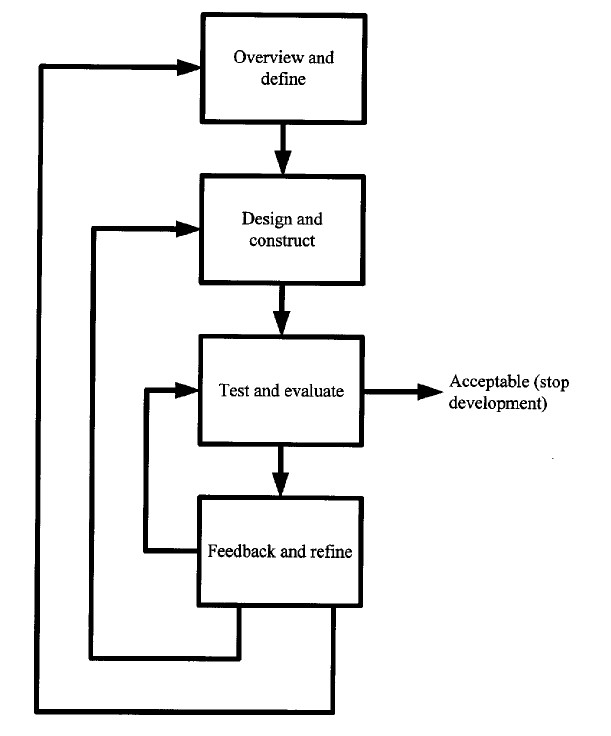 Overview and
define
Design and
construct
Test and evaluate
Acceptable (stop
development)
Feedback and refine